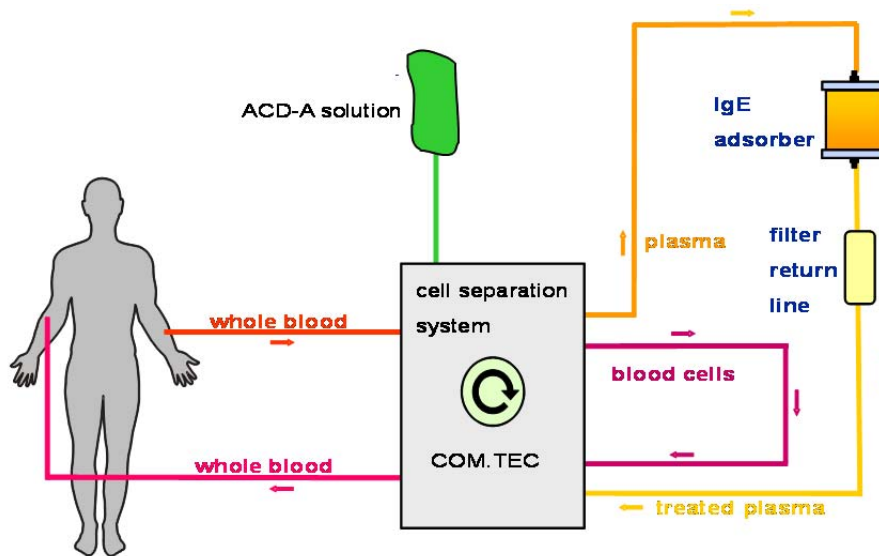 ACD-A solution
IgE
adsorber
plasma
filter
return
line
cell separation
system
whole blood
blood cells
COM.TEC
whole blood
treated plasma